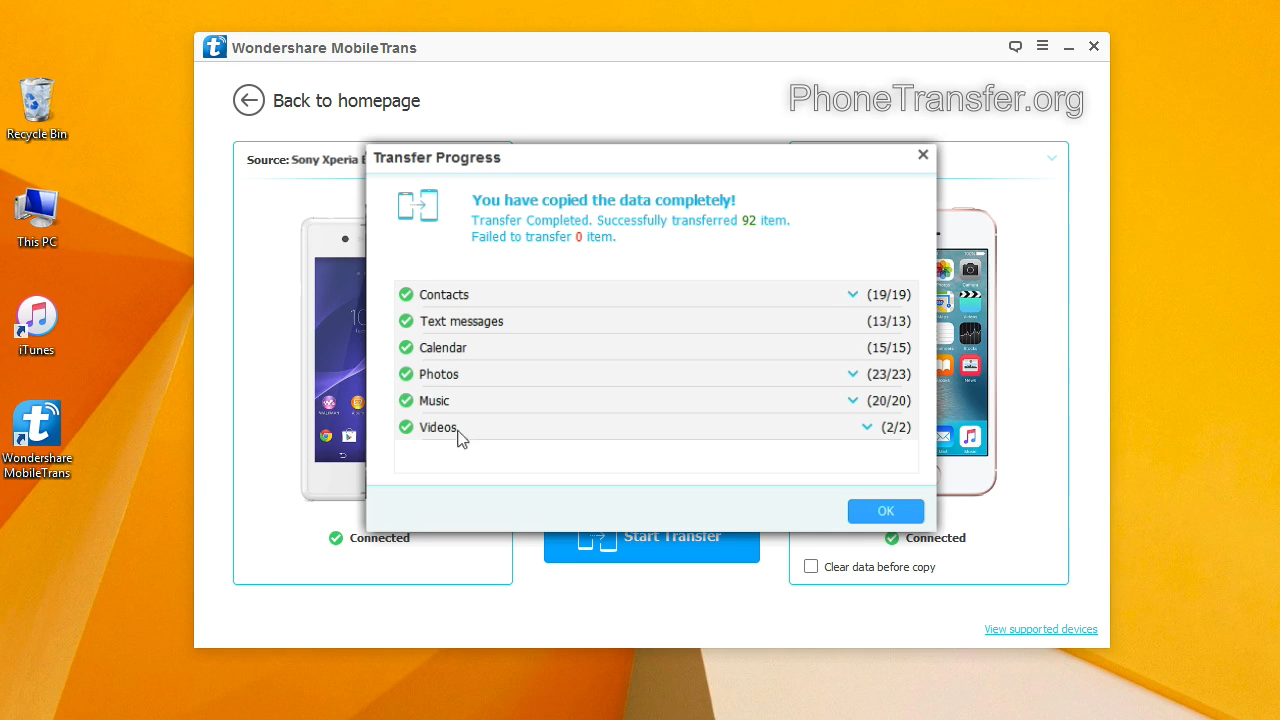 Wondershare MobileTrans
Back to homepage
PhoneTransfer.org
Recycle Bin
This PC
iTunes
Wondershare
MobileTrans
Source: Sony Xperia
Transfer Progress
You have copied the data completely!
Transfer Completed. Successfully transferred 92 item.
Failed to transfer 0 item.
Contacts (19/19)
Text messages (13/13)
Calendar (15/15)
Photos (23/23)
Music (20/20)
Videos (2/2)
OK
Connected
Start Transfer
Connected
Clear data before copy
View supported devices